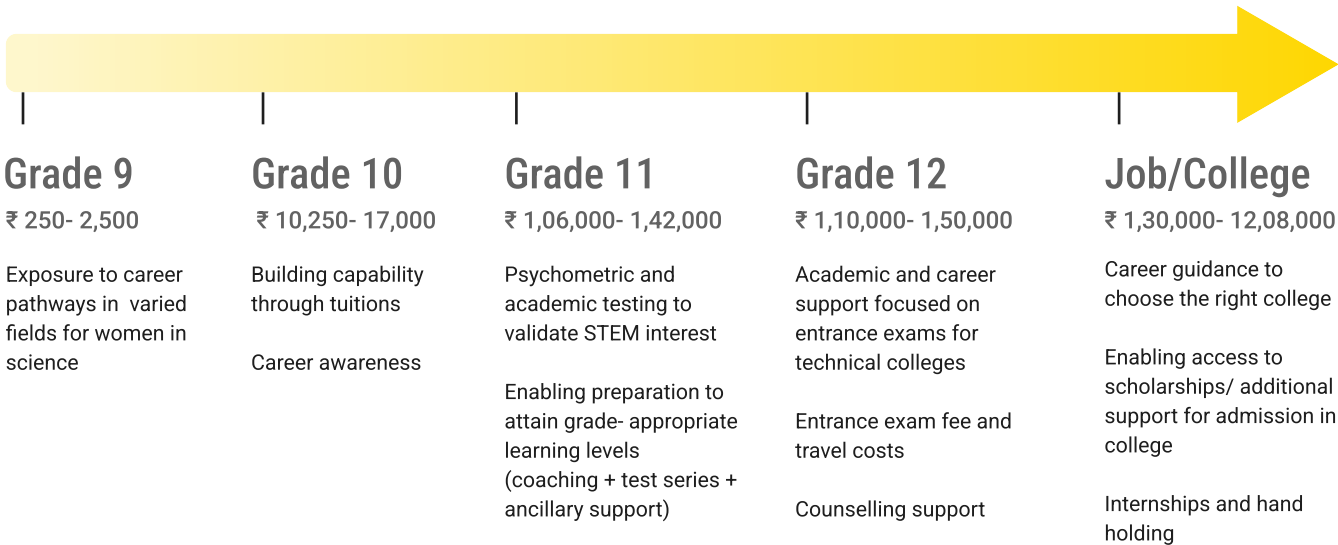 Grade 9
₹ 250- 2,500
Exposure to career
pathways in  varied
fields for women in
science
Grade 10
₹ 10,250- 17,000
Building capability
through tuitions
Career awareness
Grade 11
₹ 1,06,000- 1,42,000
Psychometric and
academic testing to
validate STEM interest
Enabling preparation to
attain grade- appropriate
learning levels
(coaching + test series +
ancillary support)
Grade 12
₹ 1,10,000- 1,50,000
Academic and career
support focused on
entrance exams for
technical colleges
Entrance exam fee and
travel costs
Counselling support
Job/College
₹ 1,30,000- 12,08,000
Career guidance to
choose the right college
Enabling access to
scholarships/ additional
support for admission in
college
Internships and hand
holding